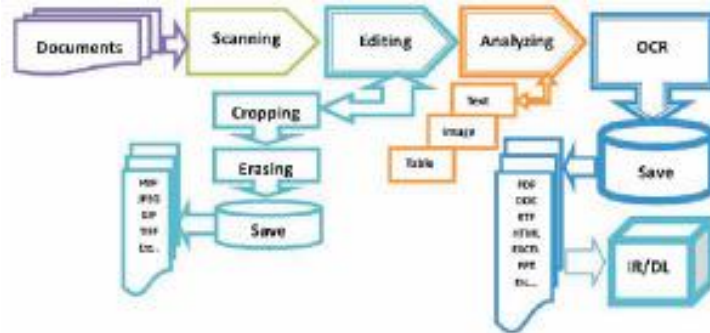 Documents
Scanning
Editing
Analyzing
OCR
Cropping
Text
Image
Table
Erasing
Save
PDF
JPEG
GIF
TIFF
Etc...
Save
PDF
RTF
HTML
EXCEL
PPT
Etc...
IR/DL